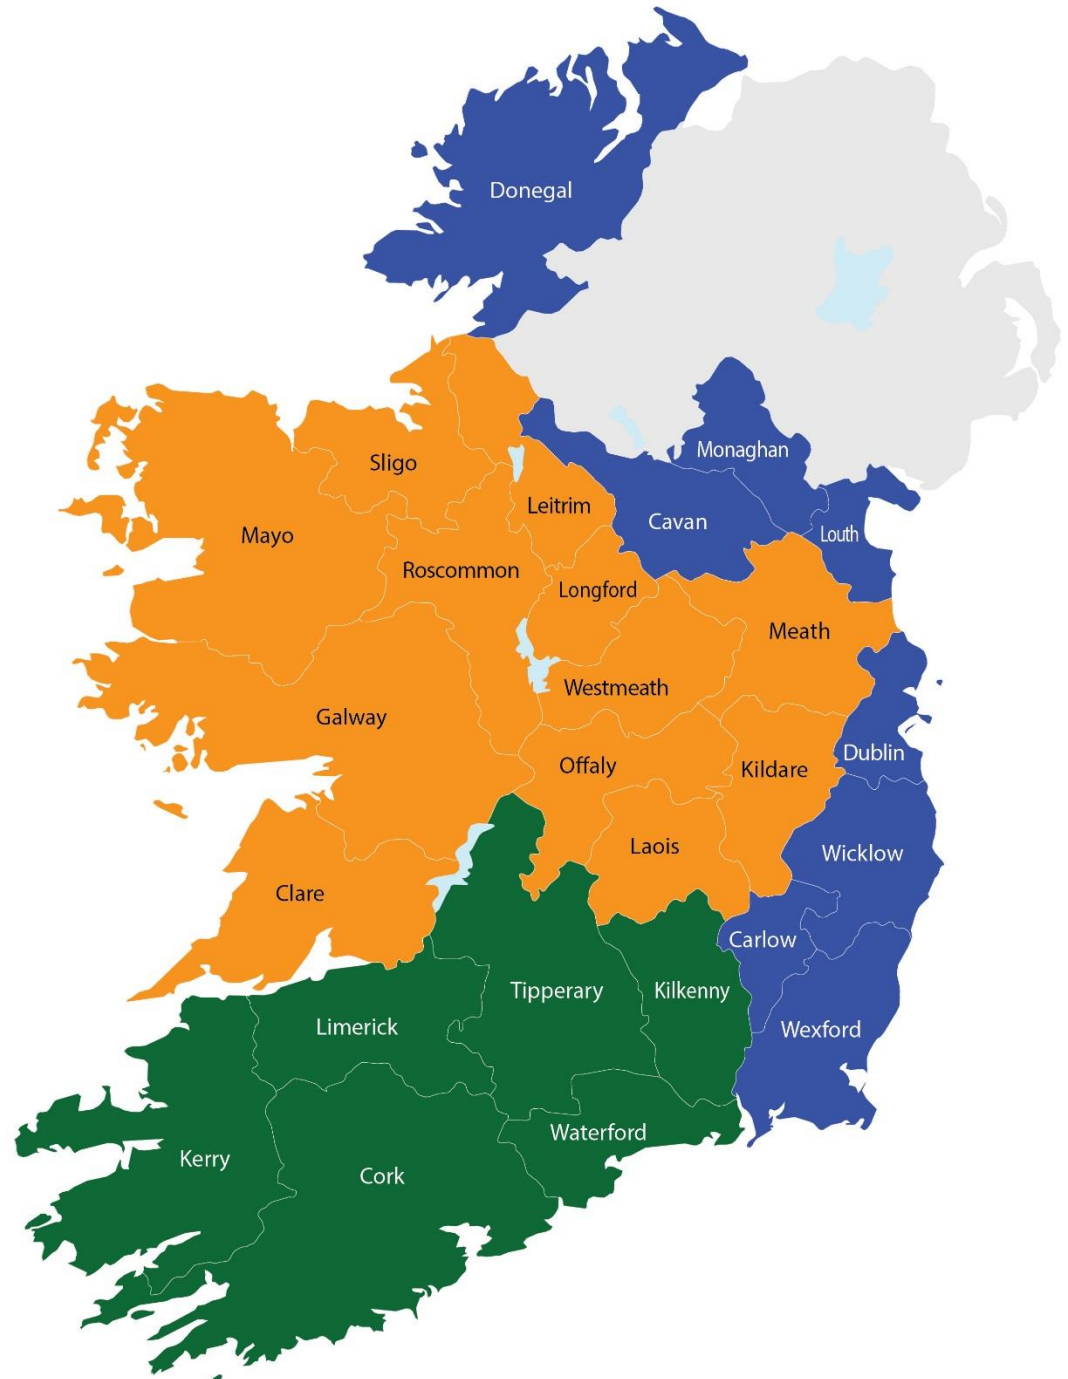 Donegal
Monaghan
Sligo
Leitrim
Cavan
Louth
Mayo
Roscommon
Longford
Meath
Westmeath
Galway
Offaly
Kildare
Dublin
Laois
Wicklow
Clare
Carlow
Tipperary
Kilkenny
Limerick
Wexford
Waterford
Kerry
Cork